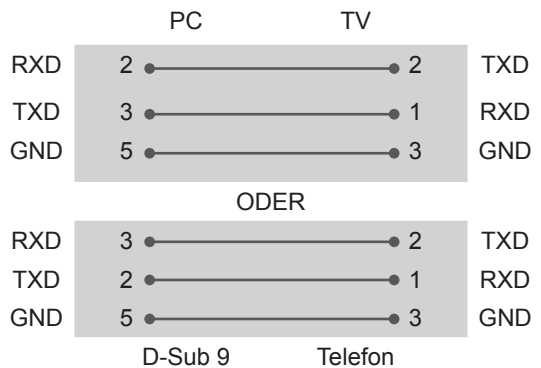 PC TV
RXD 2 2 TXD
TXD 3 1 RXD
GND 5 3 GND
ODER
RXD 3 2 TXD
TXD 2 1 RXD
GND 5 3 GND
D-Sub 9 Telefon